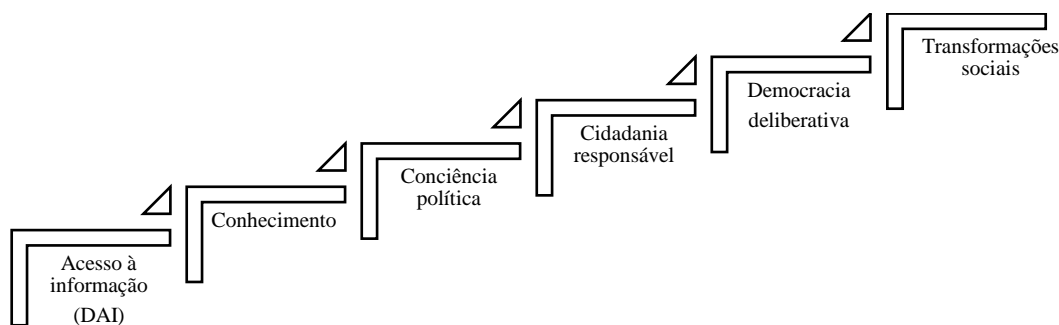 Acesso à
informação
(DAI)
Conhecimento
Conciência
política
Cidadania
responsável
Democracia
deliberativa
Transformações
sociais